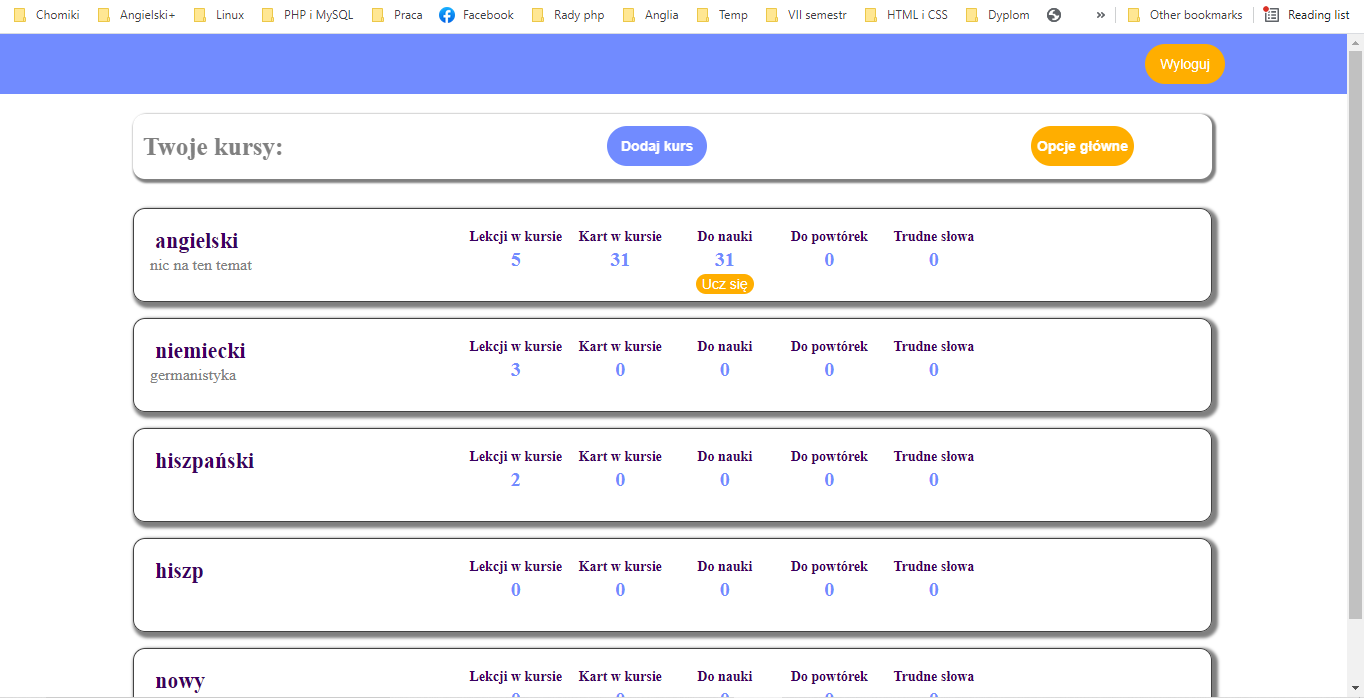 Chomiki Angielski+ Linux PHP i MySQL Praca Facebook Rady php Anglia Temp VII semestr HTML i CSS Dyplom » Other bookmarks Reading list
Wyloguj
Twoje kursy: Dodaj kurs Opcje główne
angielski
nic na ten temat
Lekcji w kursie Kart w kursie Do nauki Do powtórek Trudne słowa
5 31 31 0 0
Ucz się
niemiecki
germanistyka
Lekcji w kursie Kart w kursie Do nauki Do powtórek Trudne słowa
3 0 0 0 0
hiszpański
Lekcji w kursie Kart w kursie Do nauki Do powtórek Trudne słowa
2 0 0 0 0
hiszp
Lekcji w kursie Kart w kursie Do nauki Do powtórek Trudne słowa
0 0 0 0 0
nowy
Lekcji w kursie Kart w kursie Do nauki Do powtórek Trudne słowa